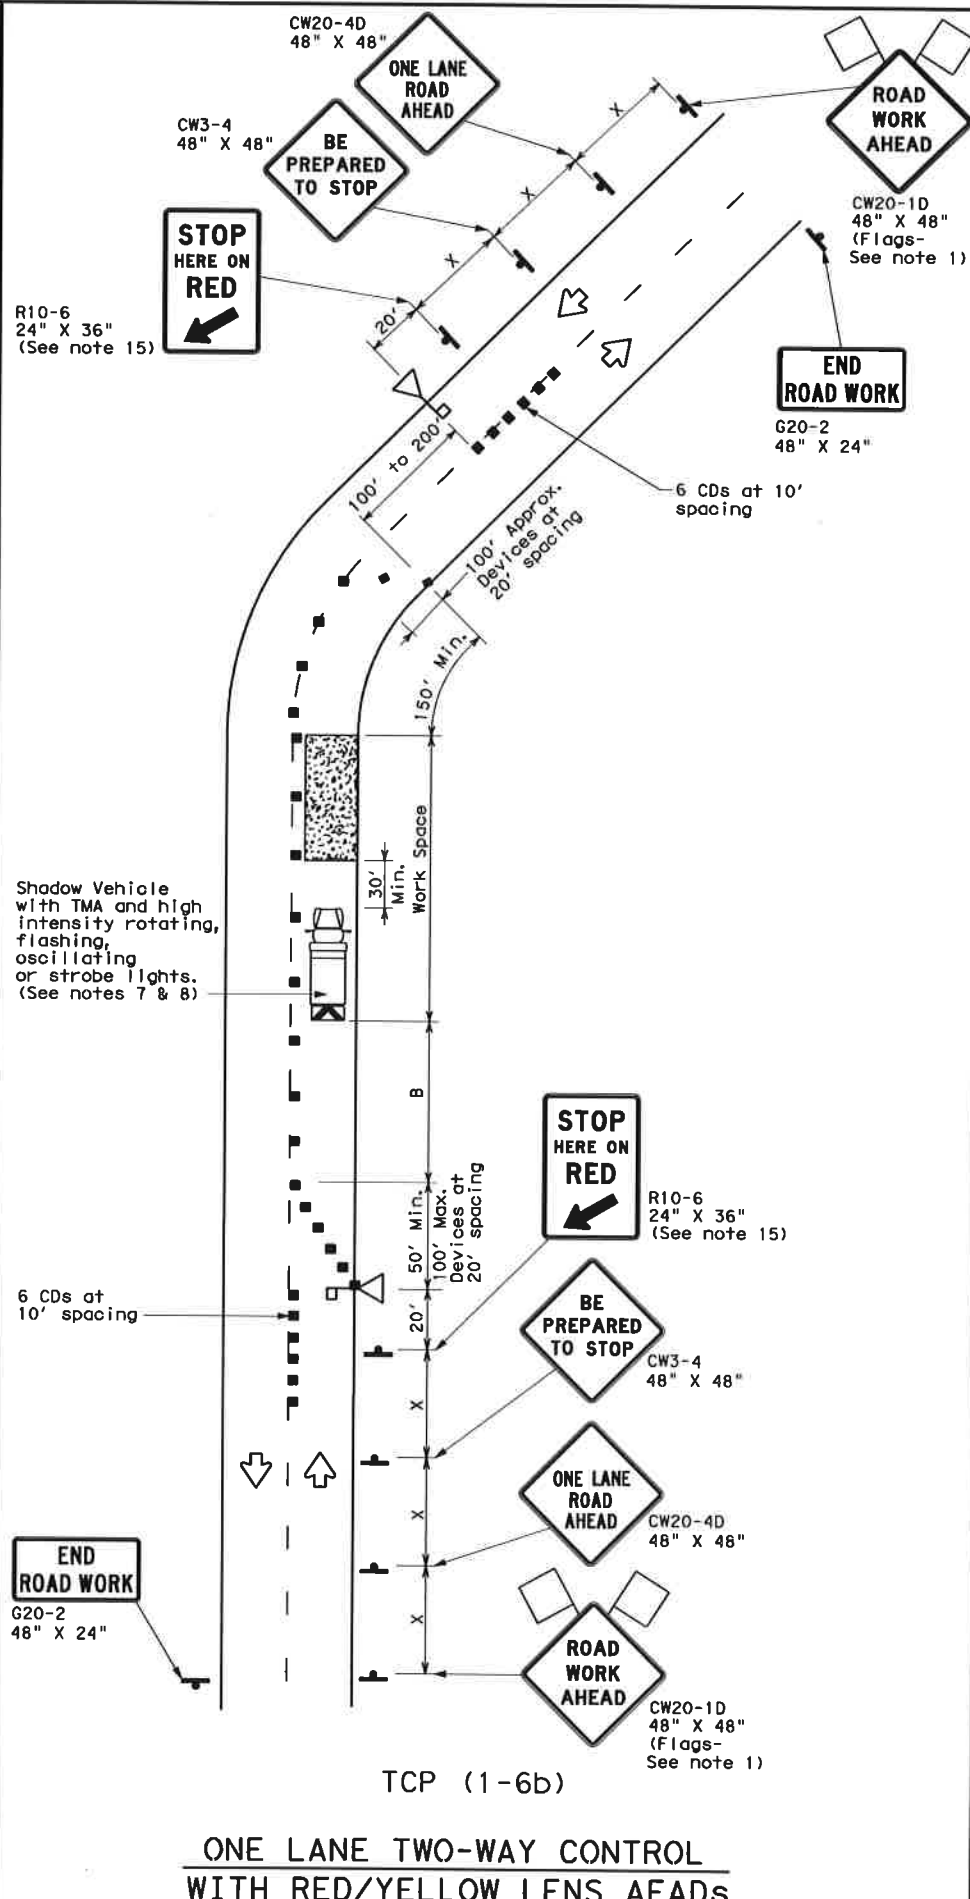 CW20-4D
48" X 48"
ONE LANE
ROAD
AHEAD
CW3-4
48" X 48"
BE
PREPARED
TO STOP
ROAD
WORK
AHEAD
CW20-1D
48" X 48"
(Flags-
See note 1)
STOP
HERE ON
RED
R10-6
24" X 36"
(See note 15)
X
X
X
20'
END
ROAD WORK
G20-2
48" X 24"
100' to 200'
6 CDs at 10'
spacing
100' Approx.
Devices at
20' spacing
150' Min.
Work Space
30'
Min.
Shadow Vehicle
with TMA and high
intensity rotating,
flashing,
oscillating
or strobe lights.
(See notes 7 & 8)
B
50' Min.
100' Max.
Devices at
20' spacing
STOP
HERE ON
RED
R10-6
24" X 36"
(See note 15)
6 CDs at
10' spacing
20'
BE
PREPARED
TO STOP
CW3-4
48" X 48"
X
ONE LANE
ROAD
AHEAD
CW20-4D
48" X 48"
X
END
ROAD WORK
G20-2
48" X 24"
X
ROAD
WORK
AHEAD
CW20-1D
48" X 48"
(Flags-
See note 1)
TCP (1-6b)
ONE LANE TWO-WAY CONTROL
WITH RED/YELLOW LENS AFADs